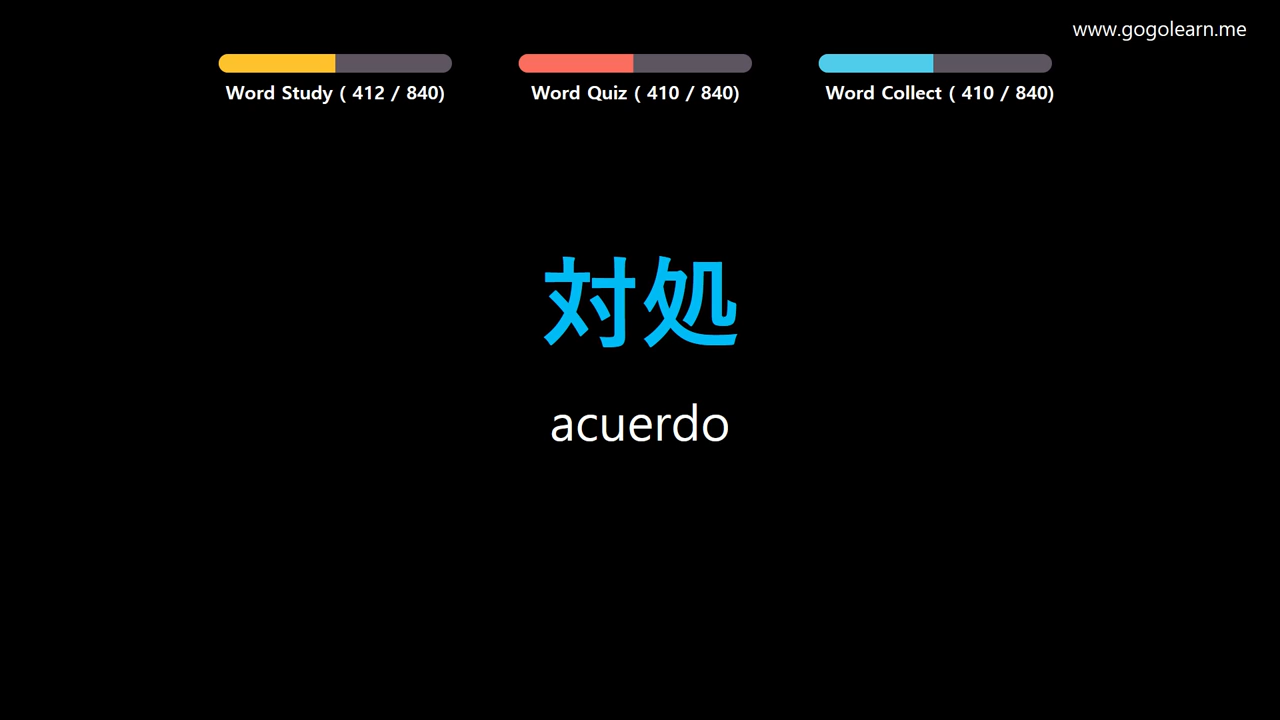 www.gogolearn.me
Word Study ( 412 / 840)
Word Quiz ( 410 / 840)
Word Collect ( 410 / 840)
対処
acuerdo